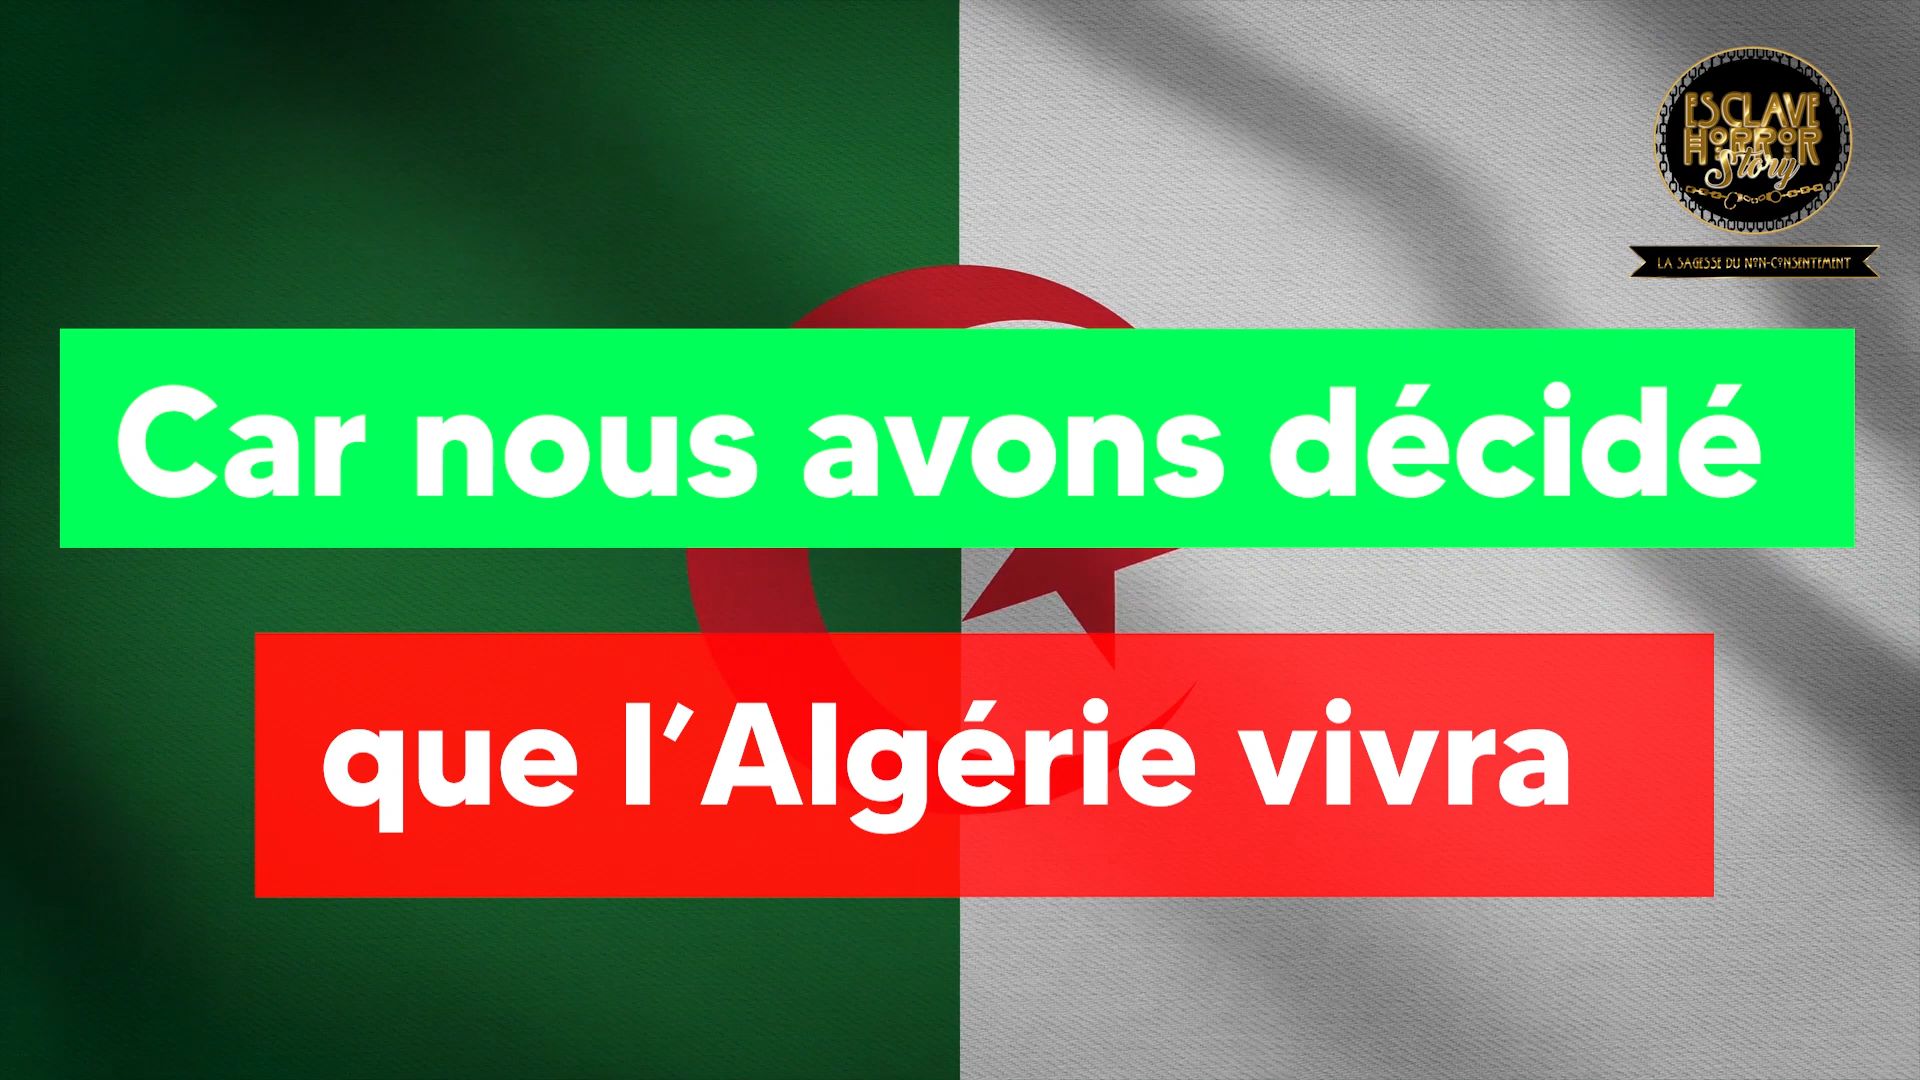 ESCLAVE
HORROR
Story
LA SAGESSE DU NON-CONSENTEMENT
Car nous avons décidé
que l’Algérie vivra